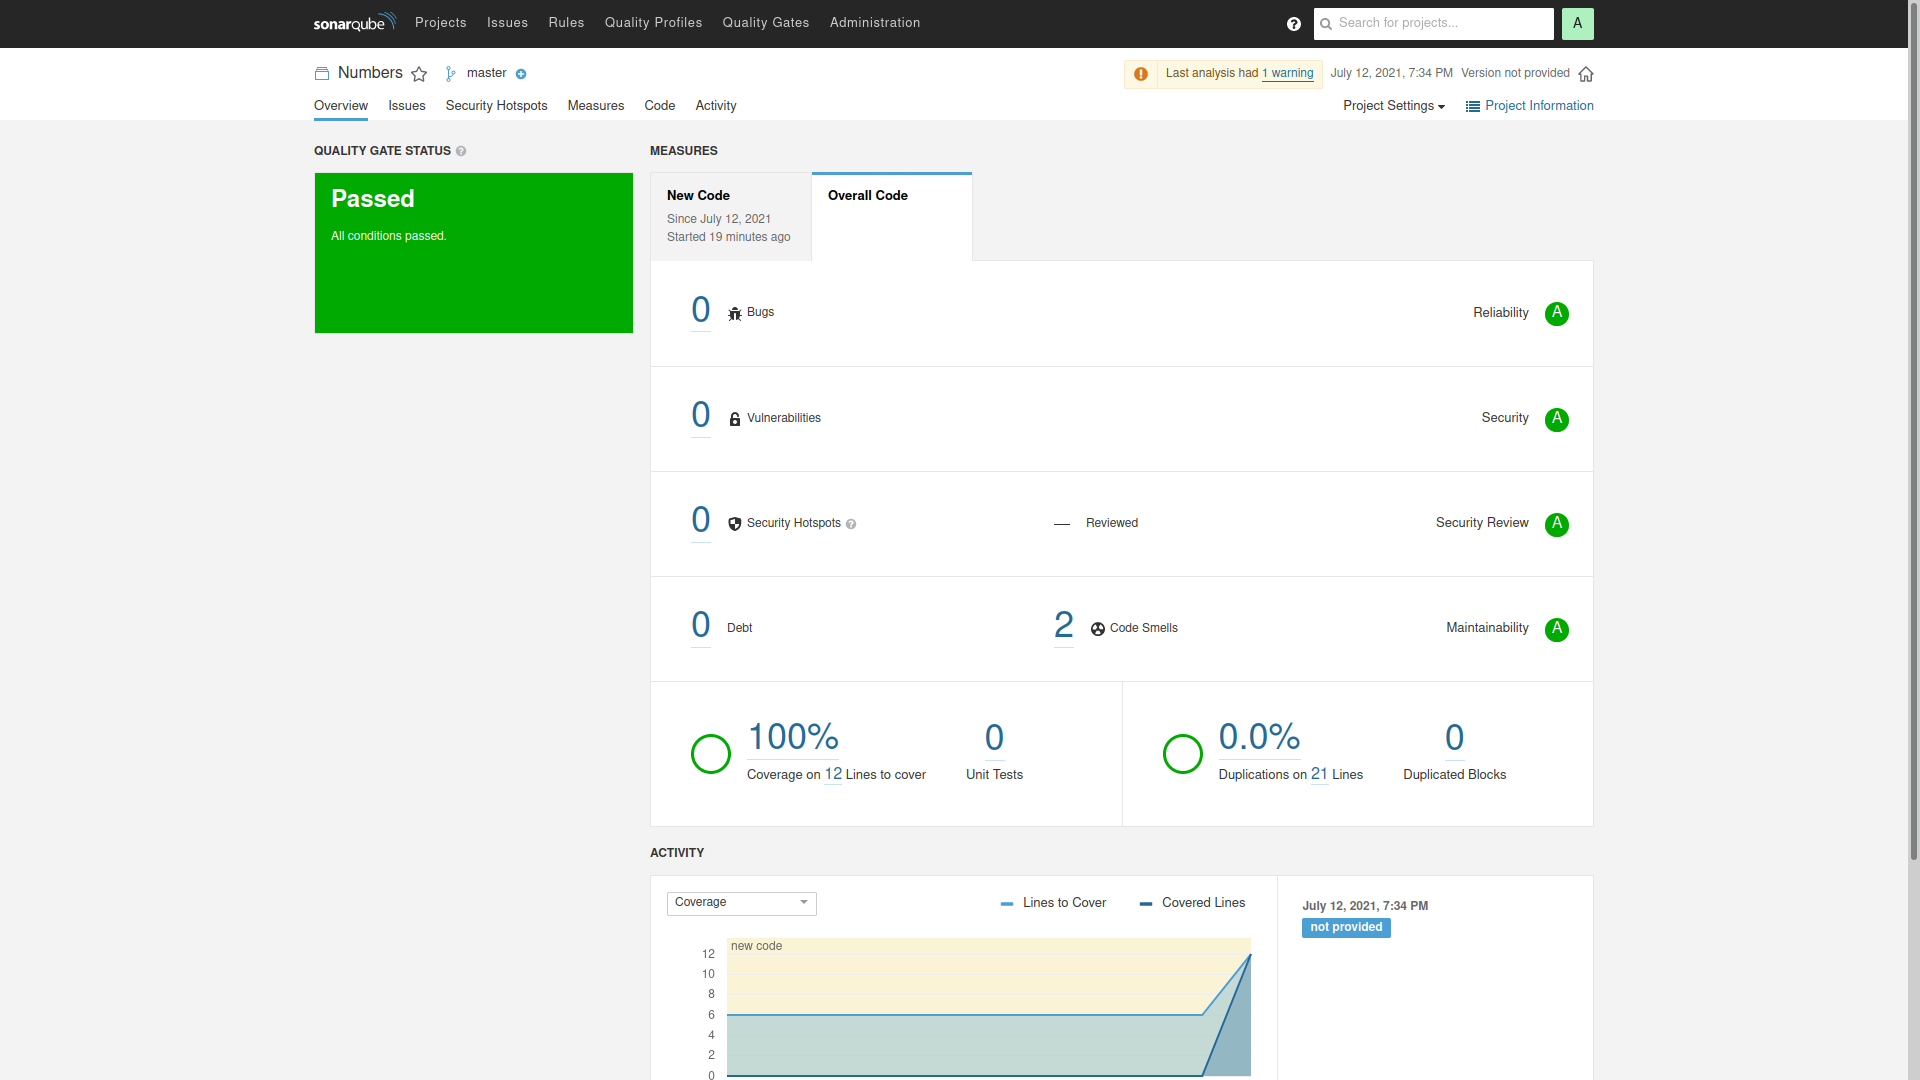 sonarqube Projects Issues Rules Quality Profiles Quality Gates Administration ? Search for projects... A
Numbers master Last analysis had 1 warning July 12, 2021, 7:34 PM Version not provided
Overview Issues Security Hotspots Measures Code Activity Project Settings Project Information
QUALITY GATE STATUS ?
Passed
All conditions passed.
MEASURES
New Code
Since July 12, 2021
Started 19 minutes ago
Overall Code
0 Bugs Reliability A
0 Vulnerabilities Security A
0 Security Hotspots ? — Reviewed Security Review A
0 Debt 2 Code Smells Maintainability A
100%
Coverage on 12 Lines to cover
0
Unit Tests
0.0%
Duplications on 21 Lines
0
Duplicated Blocks
ACTIVITY
Coverage Lines to Cover Covered Lines
new code
12
10
8
6
4
2
0
July 12, 2021, 7:34 PM
not provided